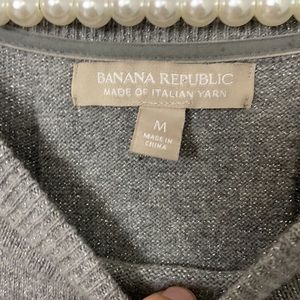 BANANA REPUBLIC
MADE OF ITALIAN YARN
M
MADE IN
CHINA